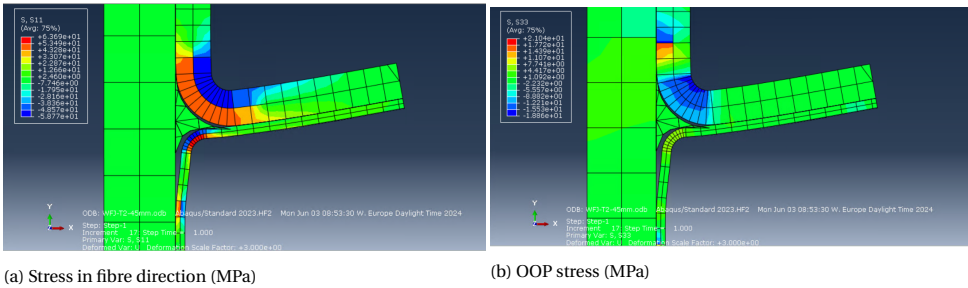 S, S11
(Avg: 75%)
+6.369e+01
+5.349e+01
+4.328e+01
+3.307e+01
+2.287e+01
+1.266e+01
+2.460e+00
-7.746e+00
-1.795e+01
-2.816e+01
-3.836e+01
-4.857e+01
-5.877e+01
Y
Z
X
ODB: WFJ-T2-45mm.odb Abaqus/Standard 2023.HF2 Mon Jun 03 08:53:30 W. Europe Daylight Time 2024
Step: Step-1
Increment 17: Step Time = 1.000
Primary Var: S, S11
Deformed Var: U Deformation Scale Factor: +3.000e+00
(a) Stress in fibre direction (MPa)
S, S33
(Avg: 75%)
+2.104e+01
+1.772e+01
+1.439e+01
+1.107e+01
+7.741e+00
+4.417e+00
+1.092e+00
-2.232e+00
-5.557e+00
-8.882e+00
-1.221e+01
-1.553e+01
-1.886e+01
Y
Z
X
ODB: WFJ-T2-45mm.odb Abaqus/Standard 2023.HF2 Mon Jun 03 08:53:30 W. Europe Daylight Time 2024
Step: Step-1
Increment 17: Step Time = 1.000
Primary Var: S, S33
Deformed Var: U Deformation Scale Factor: +3.000e+00
(b) OOP stress (MPa)